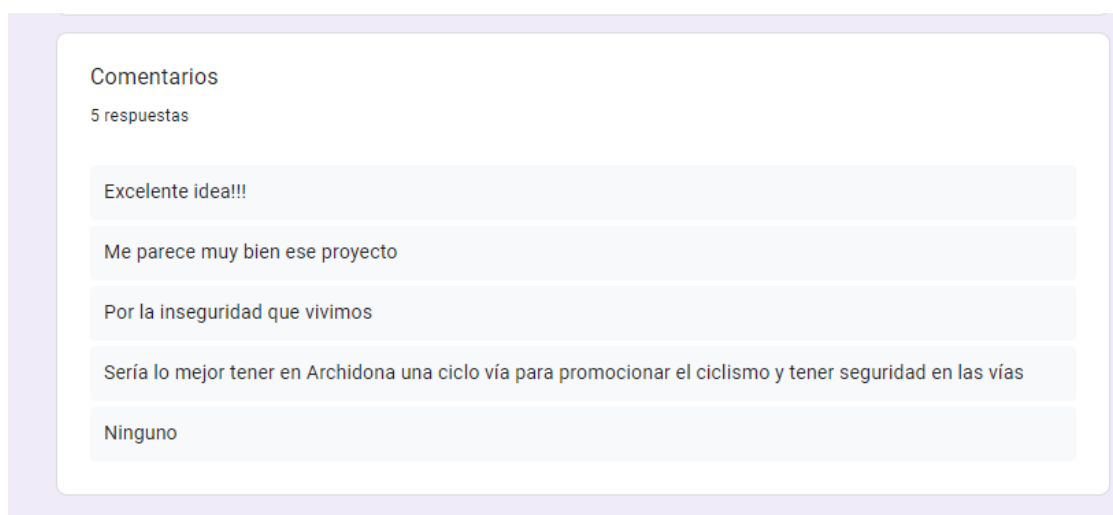 Comentarios
5 respuestas
Excelente idea!!!
Me parece muy bien ese proyecto
Por la inseguridad que vivimos
Sería lo mejor tener en Archidona una ciclo vía para promocionar el ciclismo y tener seguridad en las vías
Ninguno